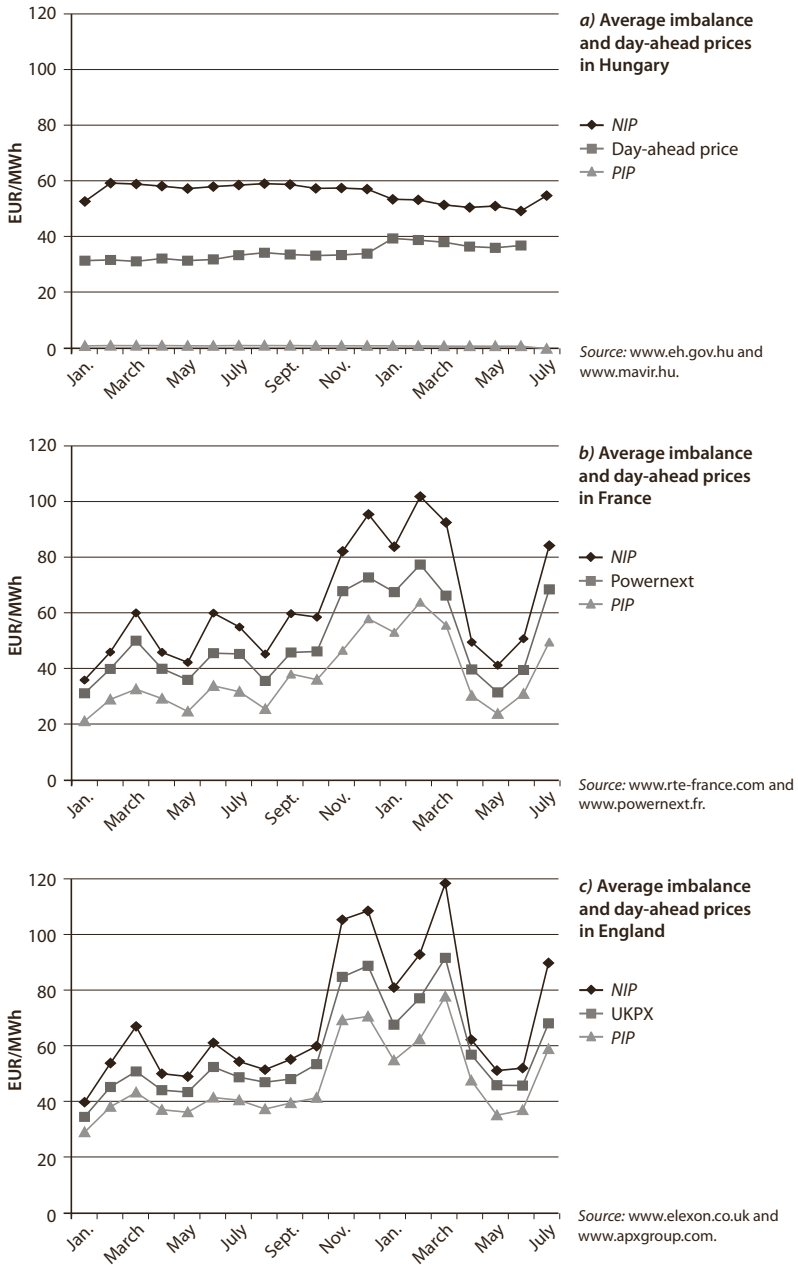 120
100
80
60
40
20
0
EUR/MWh
Jan.
March
May
July
Sept.
Nov.
Jan.
March
May
July
a) Average imbalance
and day-ahead prices
in Hungary
NIP
Day-ahead price
PIP
Source: www.eh.gov.hu and
www.mavir.hu.
120
100
80
60
40
20
0
EUR/MWh
Jan.
March
May
July
Sept.
Nov.
Jan.
March
May
July
b) Average imbalance
and day-ahead prices
in France
NIP
Powernext
PIP
Source: www.rte-france.com and
www.powernext.fr.
120
100
80
60
40
20
0
EUR/MWh
Jan.
March
May
July
Sept.
Nov.
Jan.
March
May
July
c) Average imbalance
and day-ahead prices
in England
NIP
UKPX
PIP
Source: www.elexon.co.uk and
www.apxgroup.com.